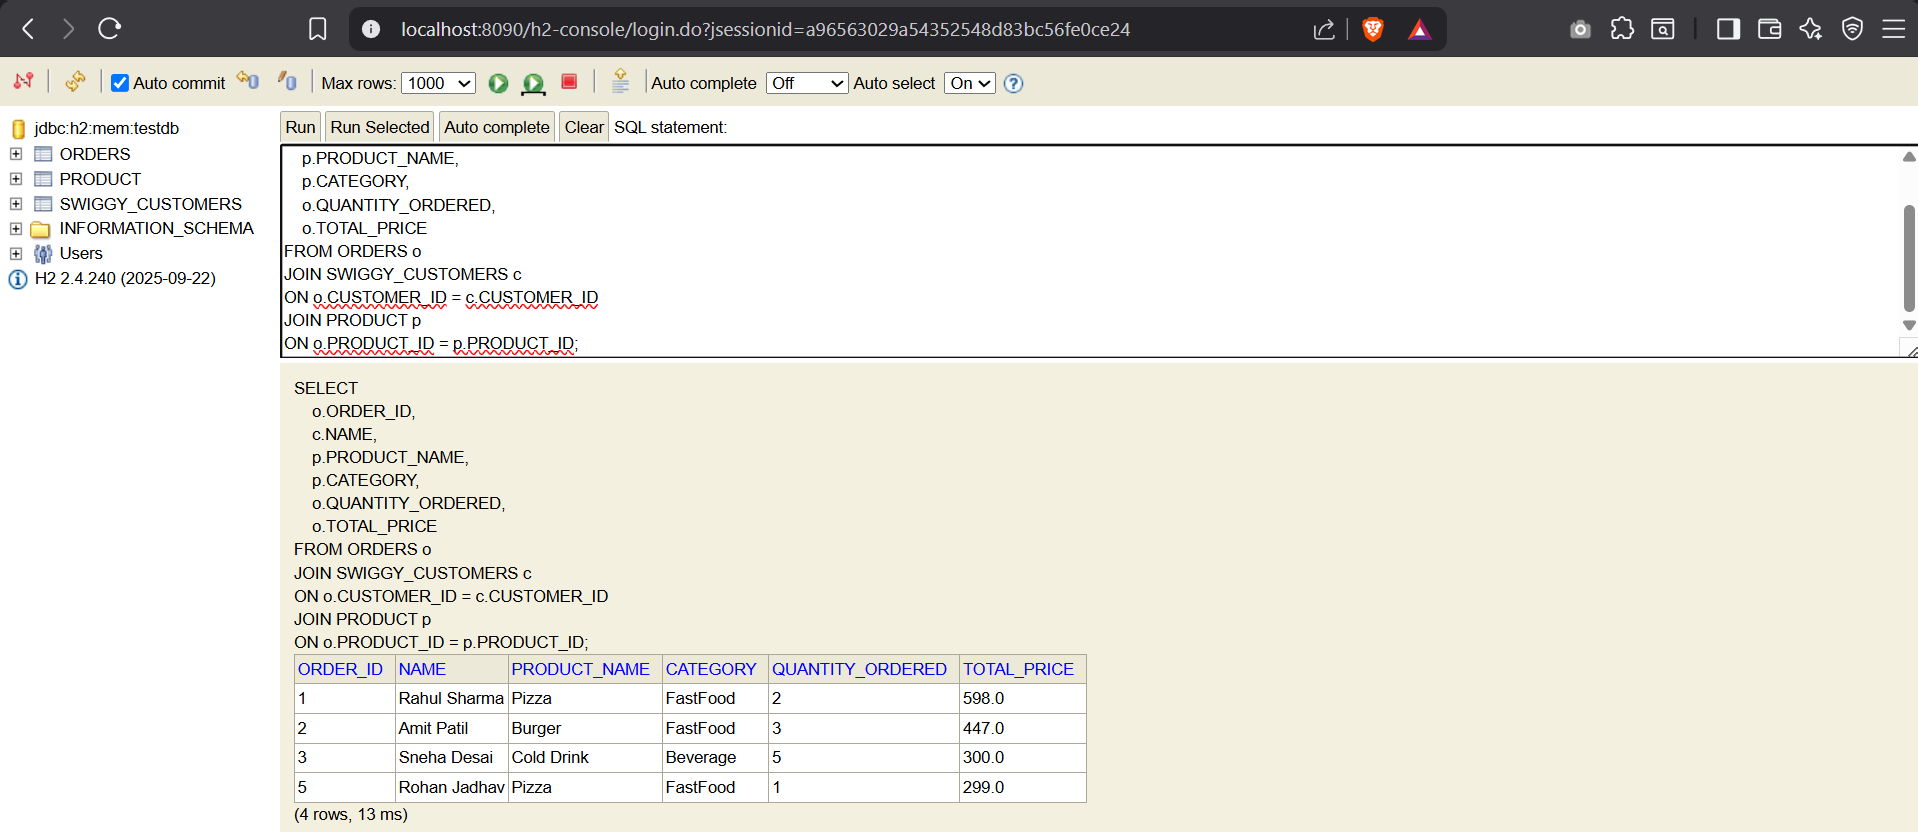 localhost:8090/h2-console/login.do?jsessionid=a96563029a54352548d83bc56fe0ce24
Auto commit Max rows: 1000 Auto complete Off Auto select On
jdbc:h2:mem:testdb
ORDERS
PRODUCT
SWIGGY_CUSTOMERS
INFORMATION_SCHEMA
Users
H2 2.4.240 (2025-09-22)
Run Run Selected Auto complete Clear SQL statement:
p.PRODUCT_NAME,
p.CATEGORY,
o.QUANTITY_ORDERED,
o.TOTAL_PRICE
FROM ORDERS o
JOIN SWIGGY_CUSTOMERS c
ON o.CUSTOMER_ID = c.CUSTOMER_ID
JOIN PRODUCT p
ON o.PRODUCT_ID = p.PRODUCT_ID;
SELECT
o.ORDER_ID,
c.NAME,
p.PRODUCT_NAME,
p.CATEGORY,
o.QUANTITY_ORDERED,
o.TOTAL_PRICE
FROM ORDERS o
JOIN SWIGGY_CUSTOMERS c
ON o.CUSTOMER_ID = c.CUSTOMER_ID
JOIN PRODUCT p
ON o.PRODUCT_ID = p.PRODUCT_ID;
ORDER_ID NAME PRODUCT_NAME CATEGORY QUANTITY_ORDERED TOTAL_PRICE
1 Rahul Sharma Pizza FastFood 2 598.0
2 Amit Patil Burger FastFood 3 447.0
3 Sneha Desai Cold Drink Beverage 5 300.0
5 Rohan Jadhav Pizza FastFood 1 299.0
(4 rows, 13 ms)